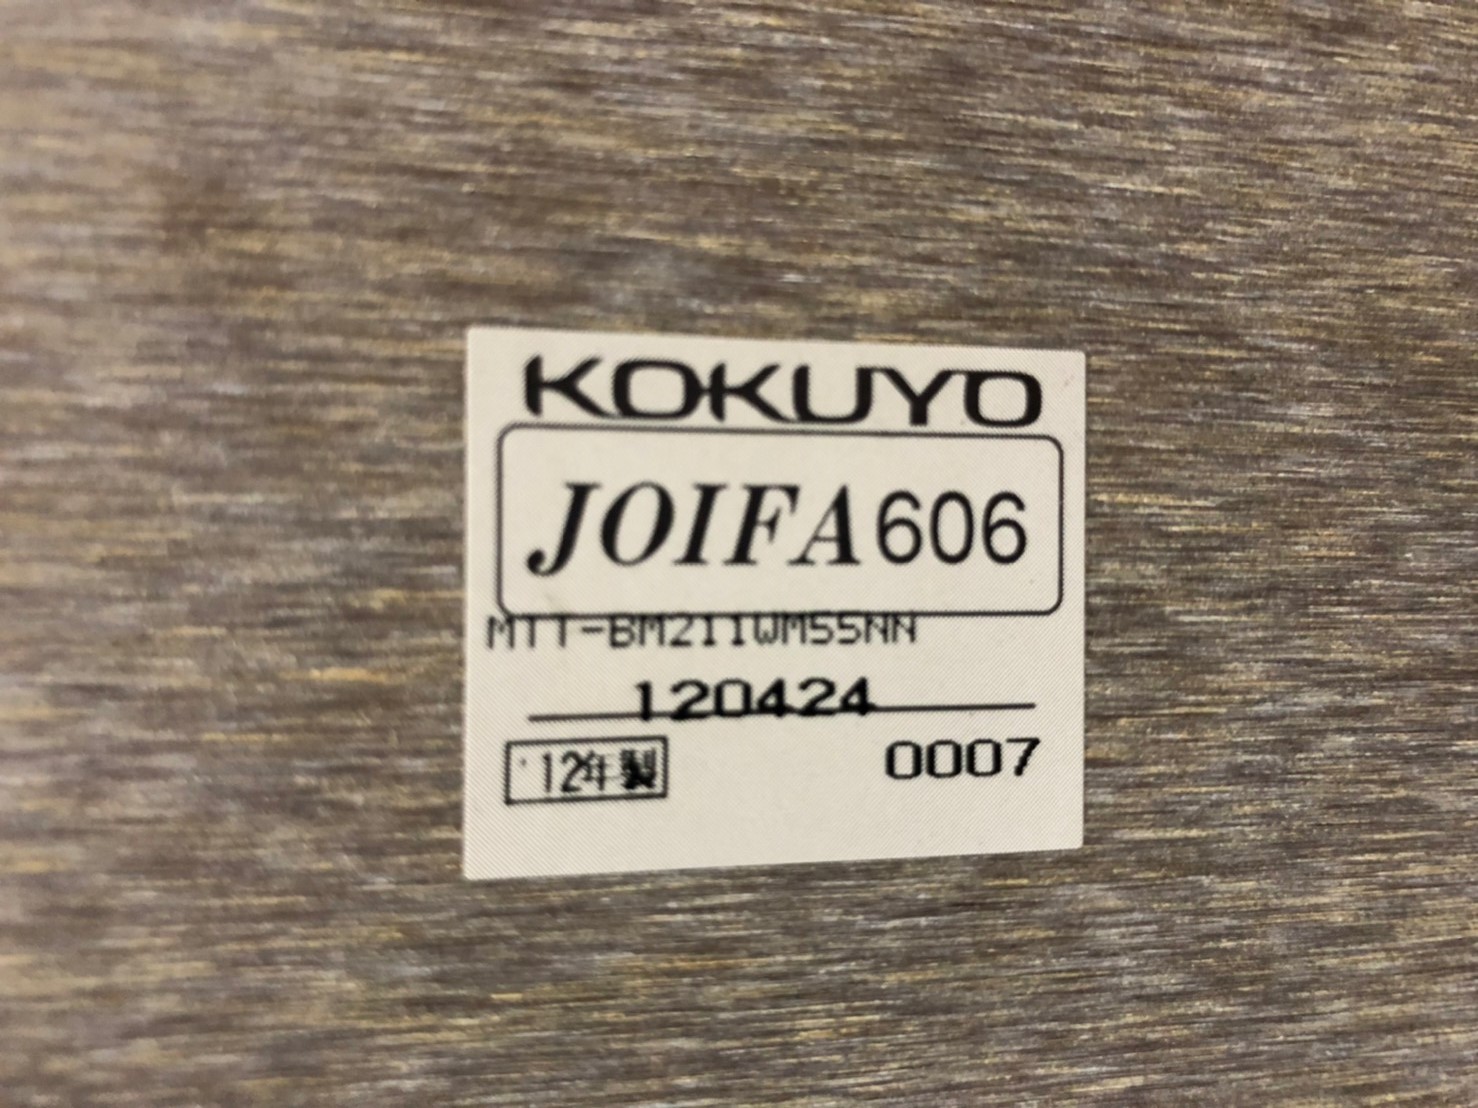 KOKUYO
JOIFA606
MTT-BM211WM55NN
120424
'12年製
0007